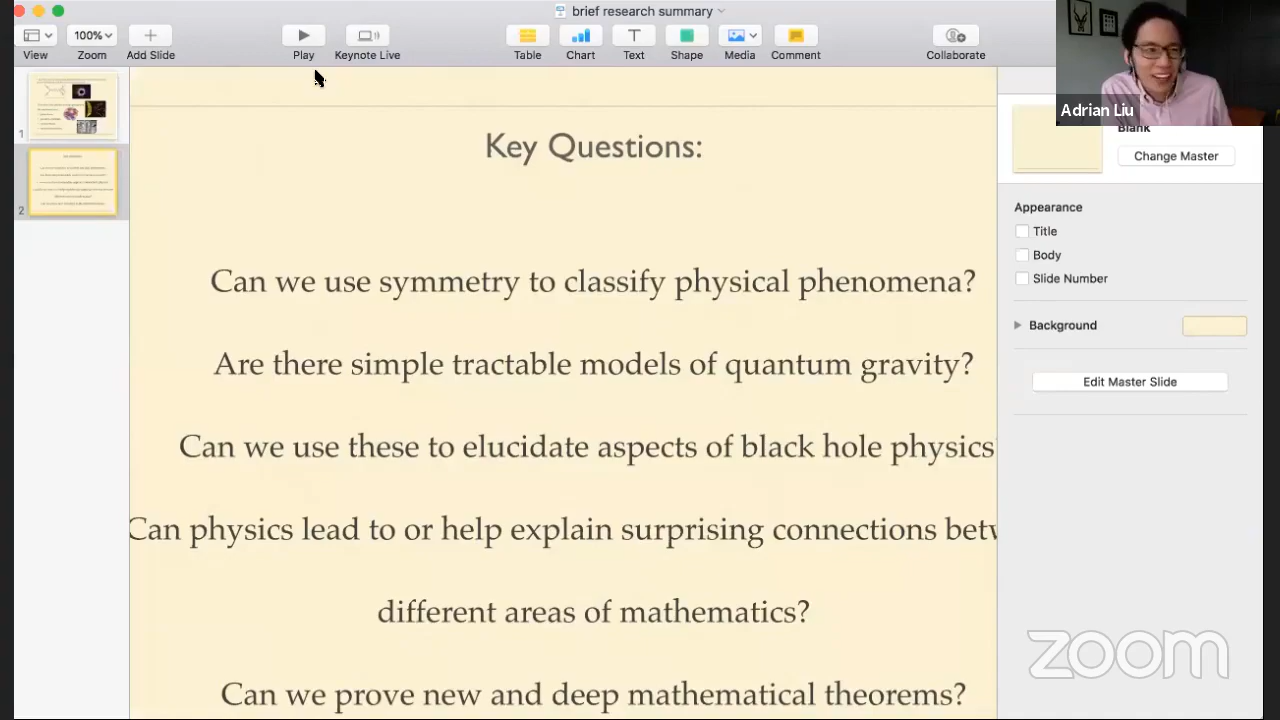 brief research summary
100%
View
Zoom
Add Slide
Play
Keynote Live
Table
Chart
Text
Shape
Media
Comment
Collaborate
Adrian Liu
1
2
Key Questions:
Can we use symmetry to classify physical phenomena?
Are there simple tractable models of quantum gravity?
Can we use these to elucidate aspects of black hole physics
Can physics lead to or help explain surprising connections
different areas of mathematics?
Can we prove new and deep mathematical theorems?
Blank
Change Master
Appearance
Title
Body
Slide Number
Background
Edit Master Slide
zoom